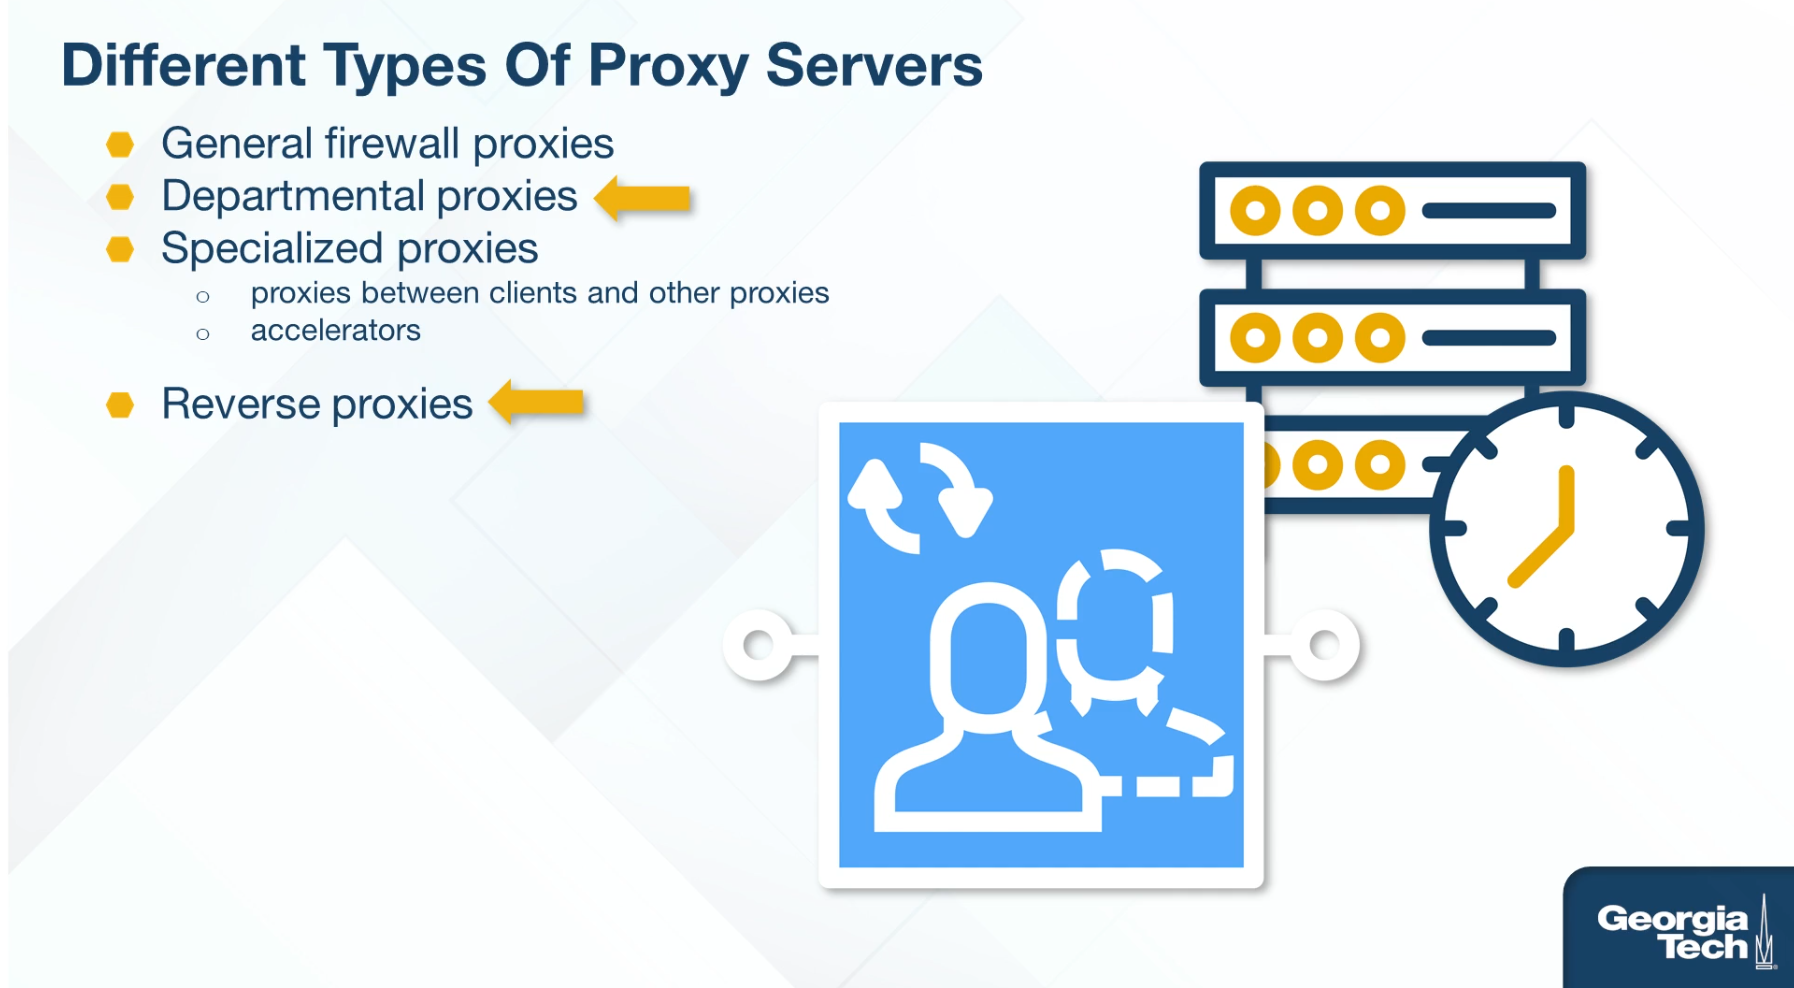 Different Types Of Proxy Servers
General firewall proxies
Departmental proxies
Specialized proxies
proxies between clients and other proxies
accelerators
Reverse proxies
Georgia
Tech